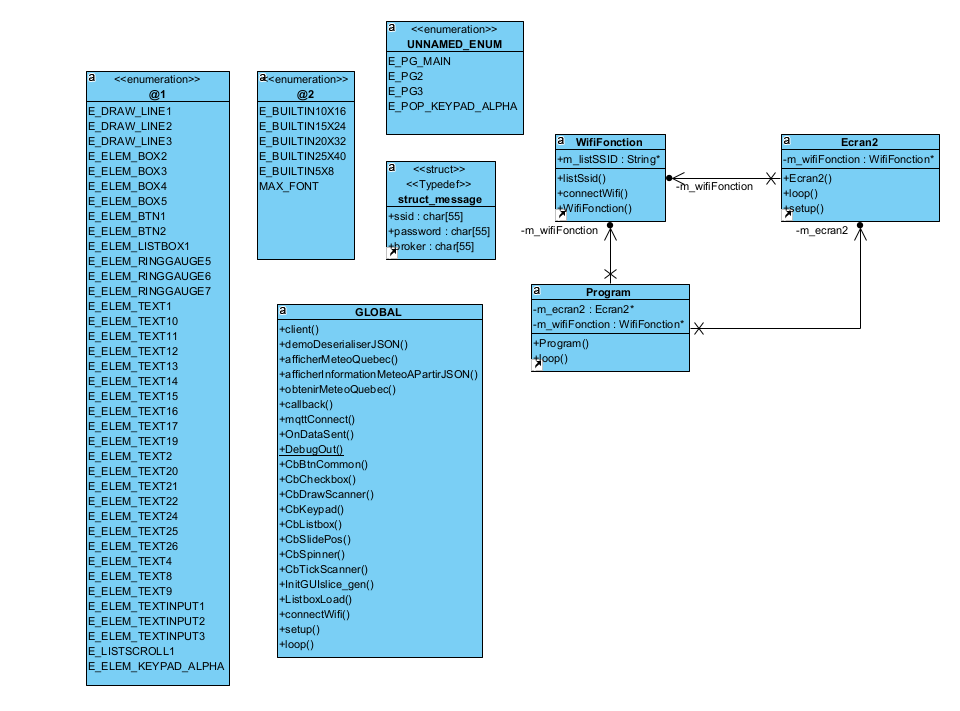 a
<<enumeration>>
@1
E_DRAW_LINE1
E_DRAW_LINE2
E_DRAW_LINE3
E_ELEM_BOX2
E_ELEM_BOX3
E_ELEM_BOX4
E_ELEM_BOX5
E_ELEM_BTN1
E_ELEM_BTN2
E_ELEM_LISTBOX1
E_ELEM_RINGGAUGE5
E_ELEM_RINGGAUGE6
E_ELEM_RINGGAUGE7
E_ELEM_TEXT1
E_ELEM_TEXT10
E_ELEM_TEXT11
E_ELEM_TEXT12
E_ELEM_TEXT13
E_ELEM_TEXT14
E_ELEM_TEXT15
E_ELEM_TEXT16
E_ELEM_TEXT17
E_ELEM_TEXT19
E_ELEM_TEXT2
E_ELEM_TEXT20
E_ELEM_TEXT21
E_ELEM_TEXT22
E_ELEM_TEXT24
E_ELEM_TEXT25
E_ELEM_TEXT26
E_ELEM_TEXT4
E_ELEM_TEXT8
E_ELEM_TEXT9
E_ELEM_TEXTINPUT1
E_ELEM_TEXTINPUT2
E_ELEM_TEXTINPUT3
E_LISTSCROLL1
E_ELEM_KEYPAD_ALPHA
a
<<enumeration>>
@2
E_BUILTIN10X16
E_BUILTIN15X24
E_BUILTIN20X32
E_BUILTIN25X40
E_BUILTIN5X8
MAX_FONT
a
<<enumeration>>
UNNAMED_ENUM
E_PG_MAIN
E_PG2
E_PG3
E_POP_KEYPAD_ALPHA
a
<<struct>>
<<Typedef>>
struct_message
+ssid : char[55]
+password : char[55]
+broker : char[55]
a
GLOBAL
+client()
+demoDeserialiserJSON()
+afficherMeteoQuebec()
+afficherInformationMeteoAPartirJSON()
+obtenirMeteoQuebec()
+callback()
+mqttConnect()
+OnDataSent()
+DebugOut()
+CbBtnCommon()
+CbCheckbox()
+CbDrawScanner()
+CbKeypad()
+CbListbox()
+CbSlidePos()
+CbSpinner()
+CbTickScanner()
+InitGUIslice_gen()
+ListboxLoad()
+connectWifi()
+setup()
+loop()
a
WifiFonction
+m_listSSID : String*
+listSsid()
+connectWifi()
+WifiFonction()
-m_wifiFonction
a
Ecran2
-m_wifiFonction : WifiFonction*
+Ecran2()
+loop()
+setup()
-m_wifiFonction
-m_ecran2
a
Program
-m_ecran2 : Ecran2*
-m_wifiFonction : WifiFonction*
+Program()
+loop()